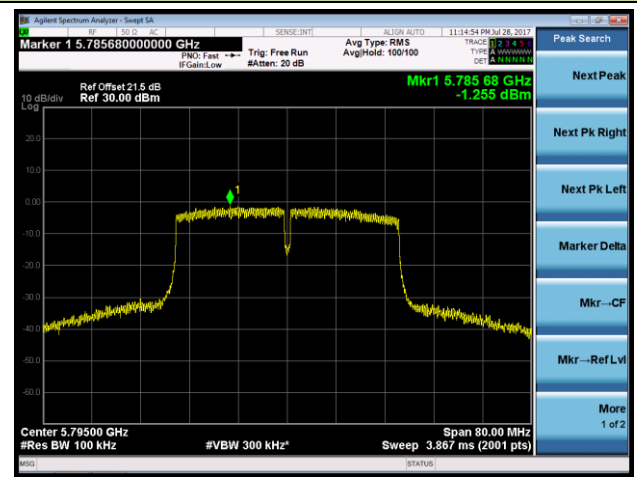 Agilent Spectrum Analyzer - Swept SA
RF 50 Ω AC SENSE:INT ALIGN AUTO 11:14:54 PM Jul 28, 2017
Marker 1 5.785680000000 GHz
PNO: Fast Trig: Free Run Avg Type: RMS TRACE 1 2 3 4 5 6
IFGain:Low #Atten: 20 dB Avg|Hold: 100/100 TYPE A WWWWW
DET A N N N N N
Peak Search
Ref Offset 21.5 dB
Mkr1 5.785 68 GHz
10 dB/div Ref 30.00 dBm
-1.255 dBm
Log
20.0
10.0
0.00
-10.0
-20.0
-30.0
-40.0
-50.0
-60.0
1
Next Peak
Next Pk Right
Next Pk Left
Marker Delta
Mkr→CF
Mkr→Ref Lvl
More
1 of 2
Center 5.79500 GHz Span 80.00 MHz
#Res BW 100 kHz #VBW 300 kHz* Sweep 3.867 ms (2001 pts)
MSG STATUS